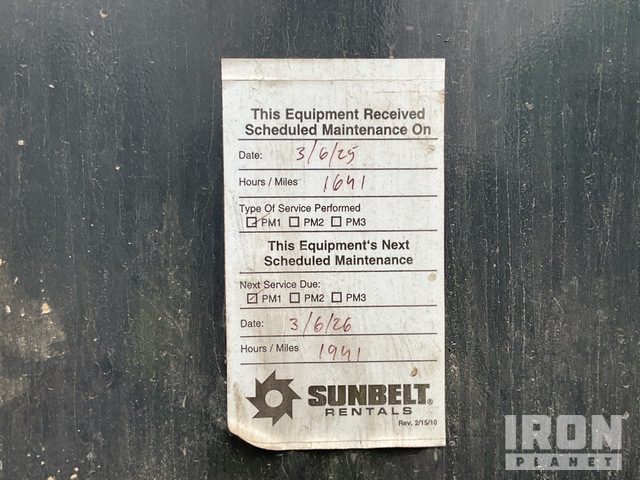 This Equipment Received
Scheduled Maintenance On
Date: 3/6/25
Hours / Miles 1641
Type Of Service Performed
☑ PM1 ☐ PM2 ☐ PM3
This Equipment's Next
Scheduled Maintenance
Next Service Due:
☑ PM1 ☐ PM2 ☐ PM3
Date: 3/6/26
Hours / Miles 1941
SUNBELT®
RENTALS
Rev. 2/15/10
IRON
PLANET